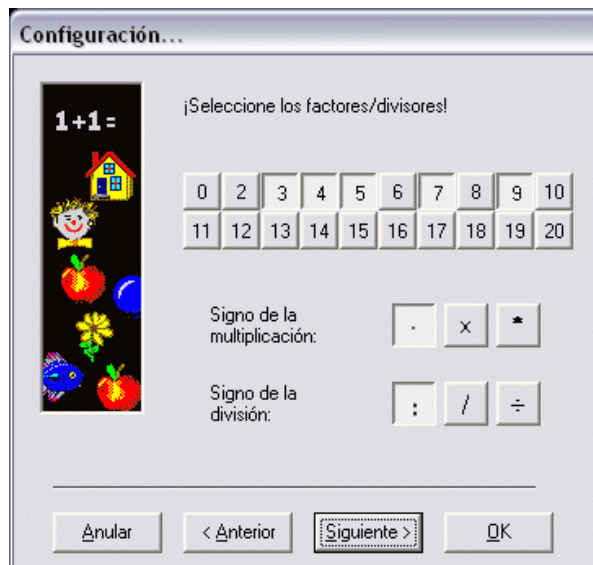 Configuración...
1+1=
¡Seleccione los factores/divisores!
0 2 3 4 5 6 7 8 9 10
11 12 13 14 15 16 17 18 19 20
Signo de la
multiplicación:
· x *
Signo de la
división:
: / ÷
Anular < Anterior Siguiente > OK